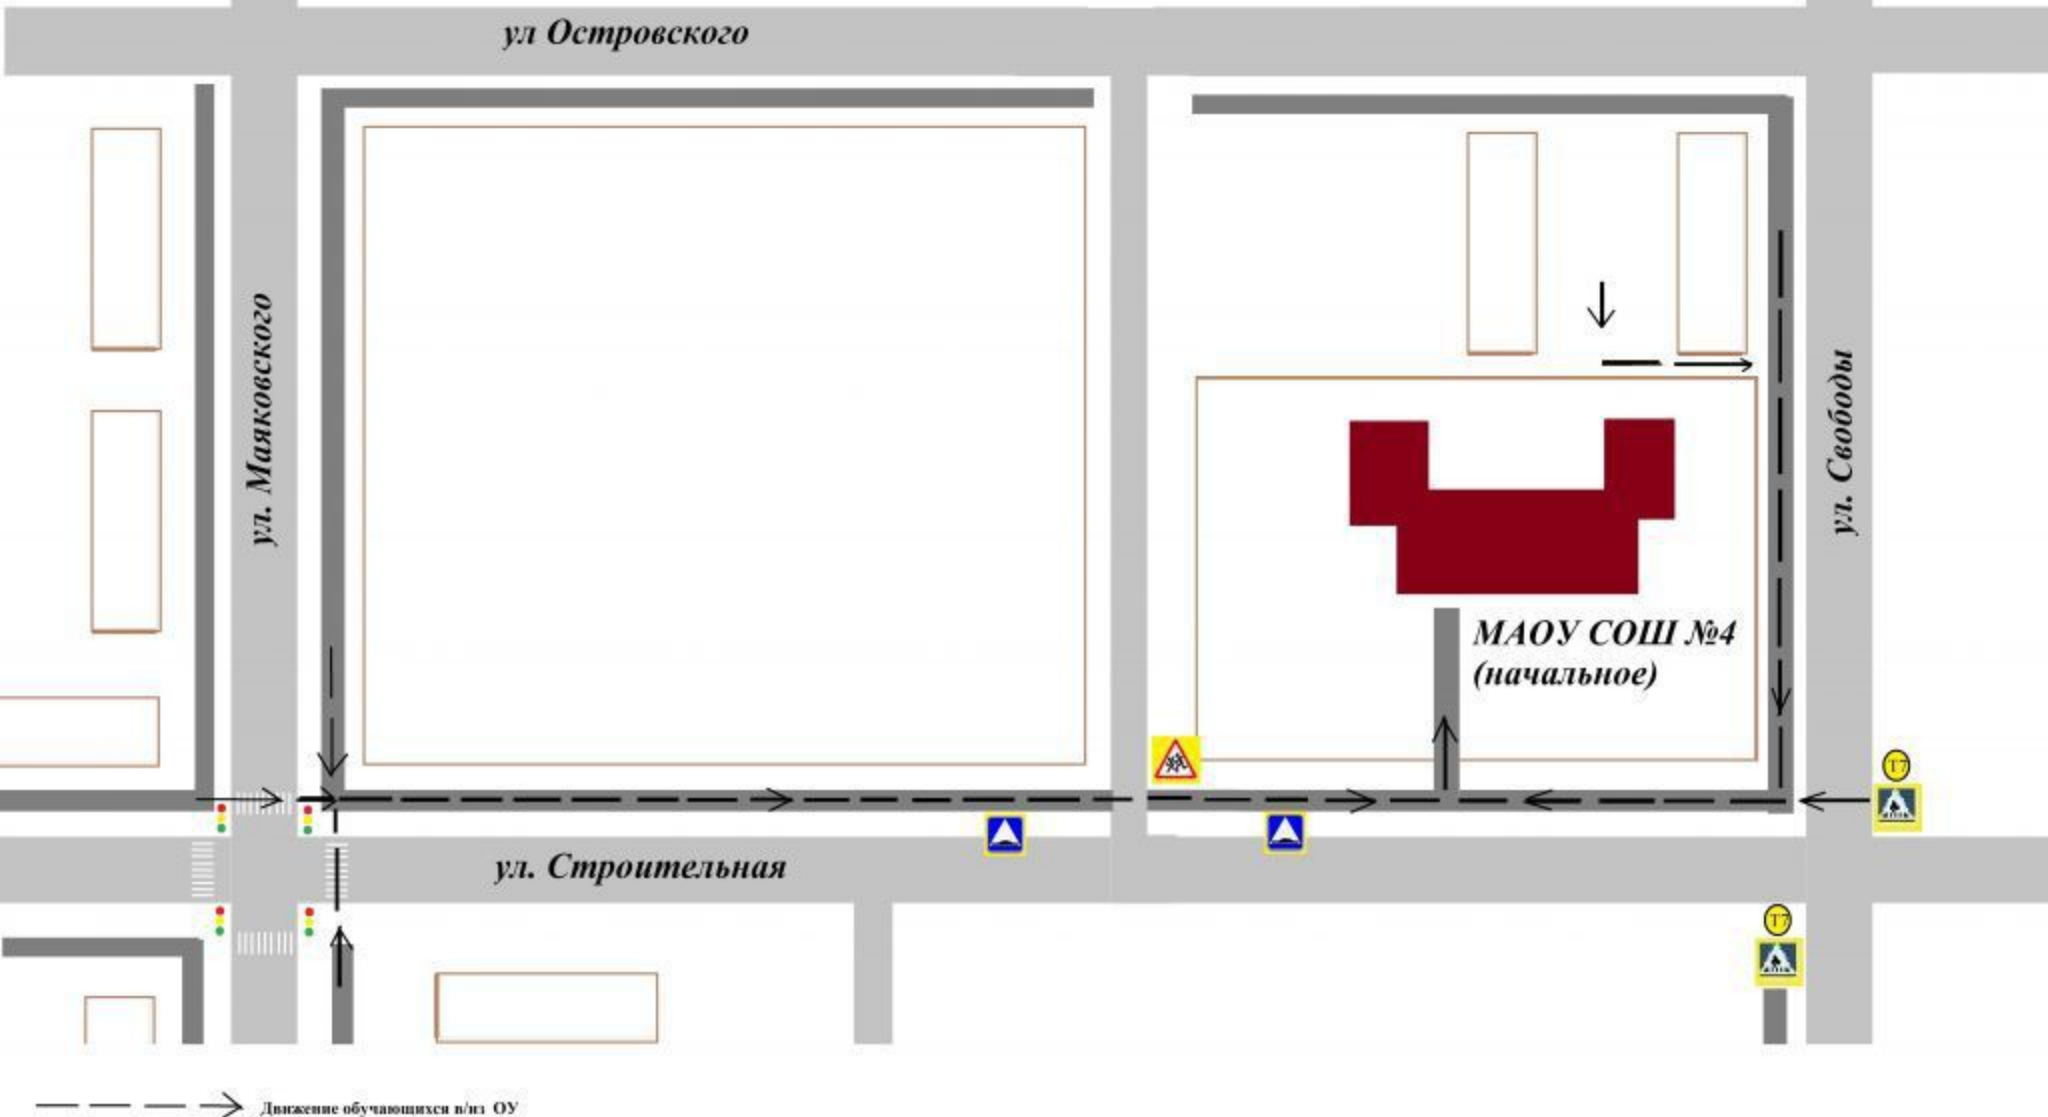 ул Островского
ул. Маяковского
ул. Свободы
МАОУ СОШ №4
(начальное)
Т7
ул. Строительная
Т7
Движение обучающихся в/из ОУ